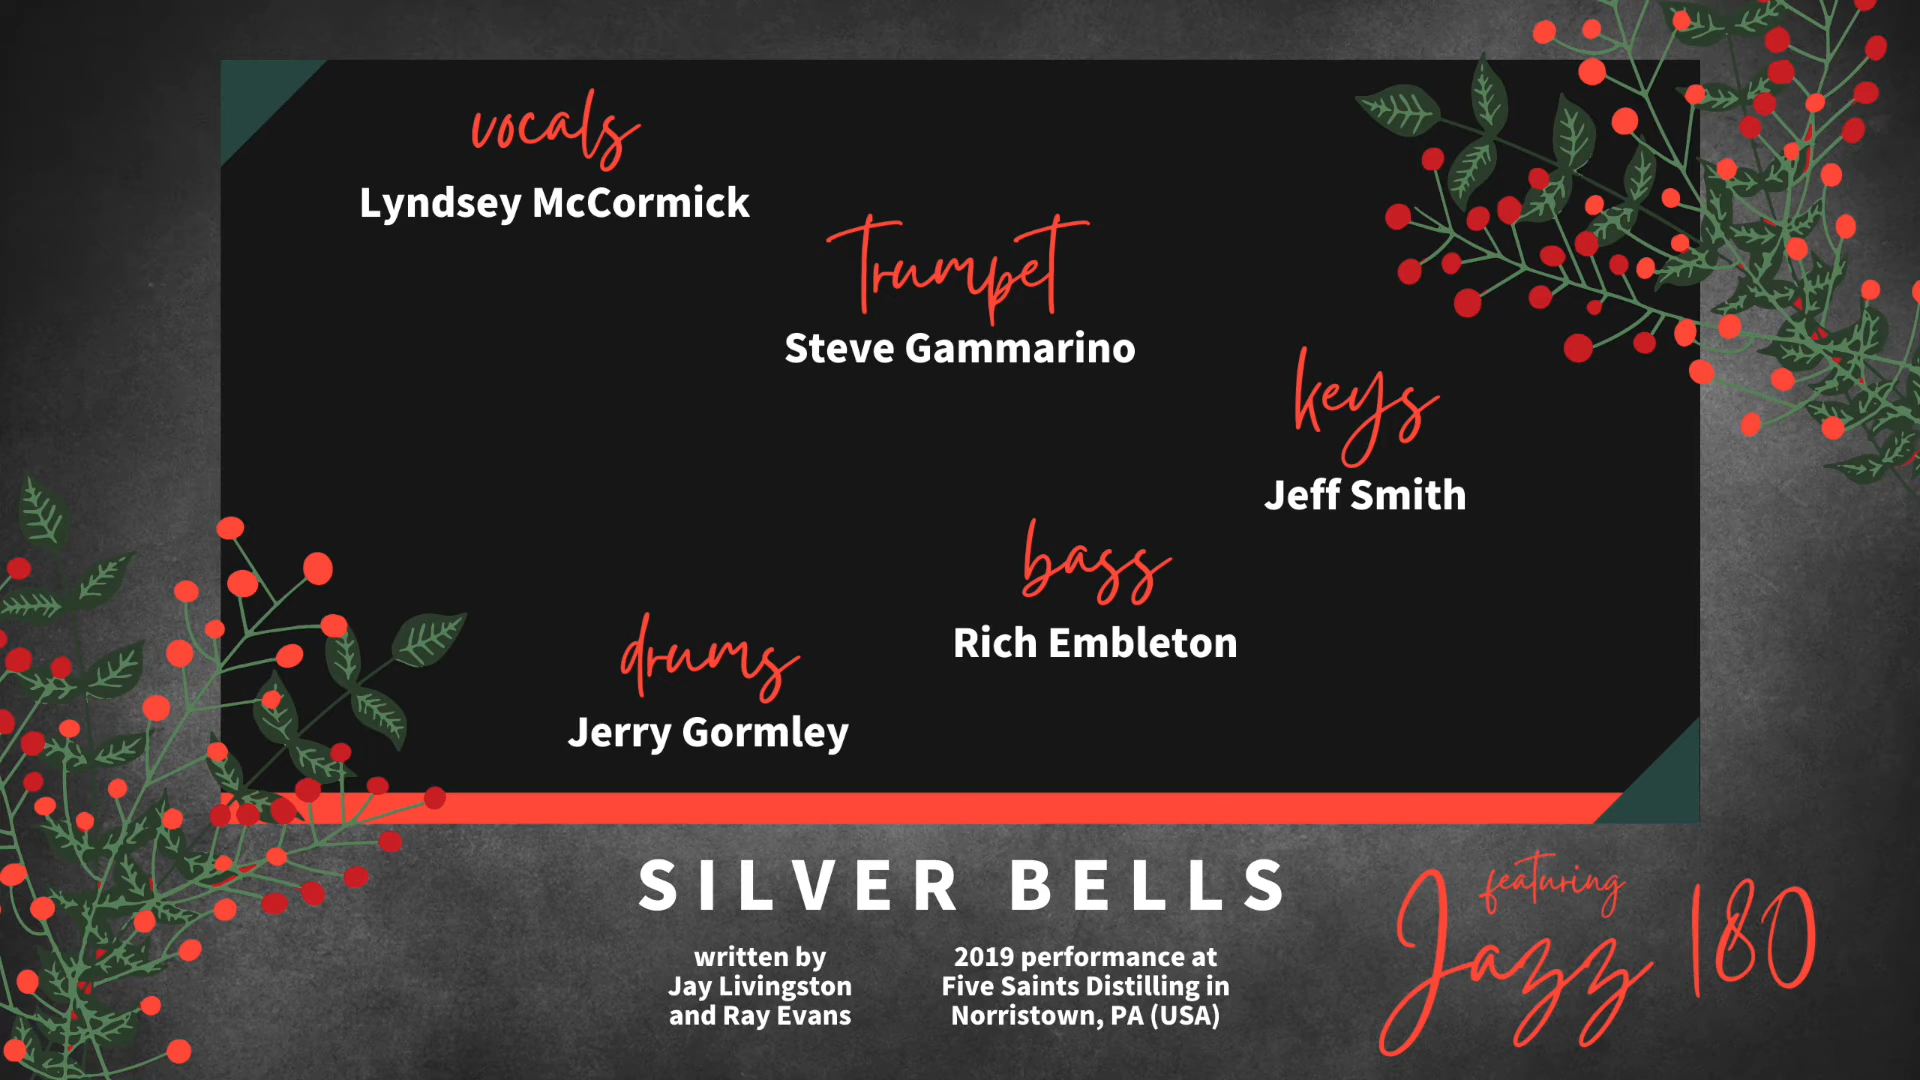 vocals
Lyndsey McCormick
Trumpet
Steve Gammarino
keys
Jeff Smith
bass
Rich Embleton
drums
Jerry Gormley
SILVER BELLS
written by
Jay Livingston
and Ray Evans
2019 performance at
Five Saints Distilling in
Norristown, PA (USA)
featuring
Jazz 180